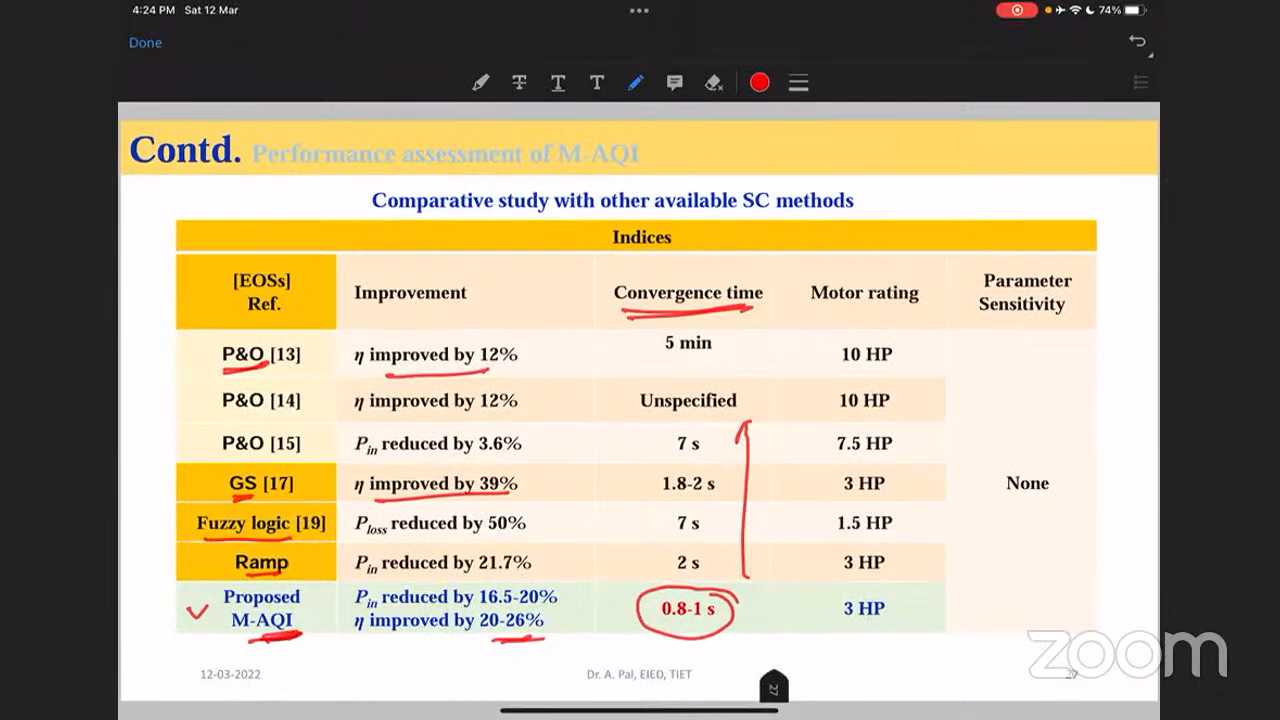 4:24 PM Sat 12 Mar
74%
Done
Contd. Performance assessment of M-AQI
Comparative study with other available SC methods
Indices
[EOSs] Ref.
Improvement
Convergence time
Motor rating
Parameter Sensitivity
P&O [13]
η improved by 12%
5 min
10 HP
P&O [14]
η improved by 12%
Unspecified
10 HP
P&O [15]
Pin reduced by 3.6%
7 s
7.5 HP
GS [17]
η improved by 39%
1.8-2 s
3 HP
None
Fuzzy logic [19]
Ploss reduced by 50%
7 s
1.5 HP
Ramp
Pin reduced by 21.7%
2 s
3 HP
Proposed M-AQI
Pin reduced by 16.5-20%
η improved by 20-26%
0.8-1 s
3 HP
12-03-2022
Dr. A. Pal, EIED, TIET
27
27
zoom